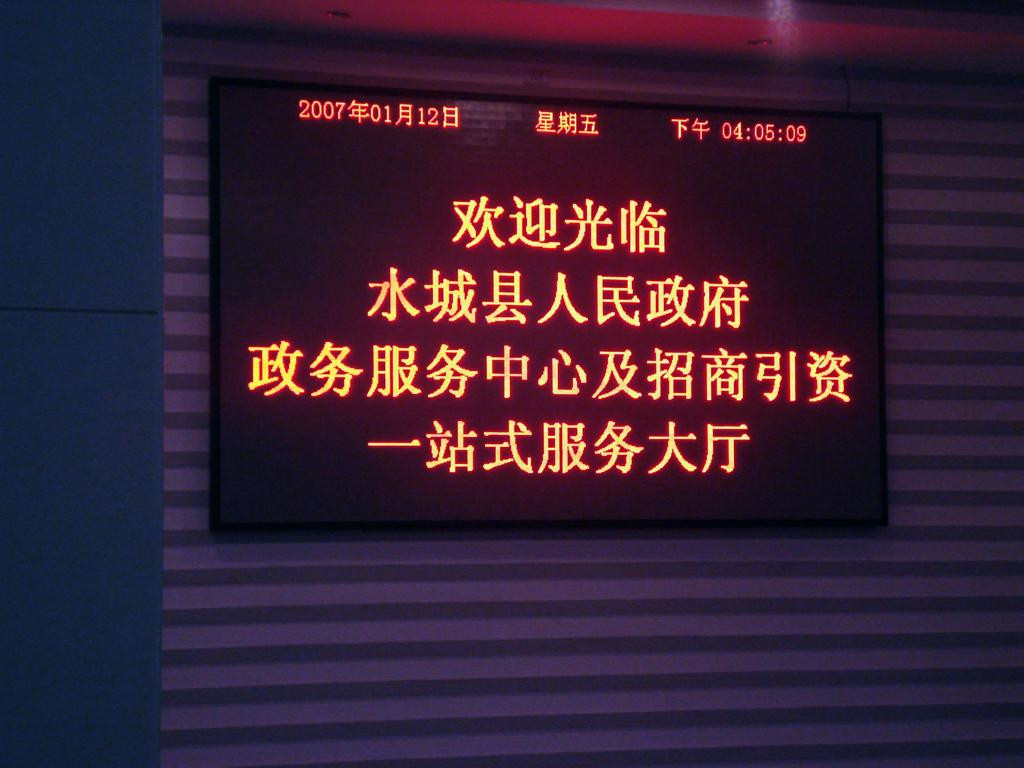 2007年01月12日 星期五 下午 04:05:09
欢迎光临
水城县人民政府
政务服务中心及招商引资
一站式服务大厅